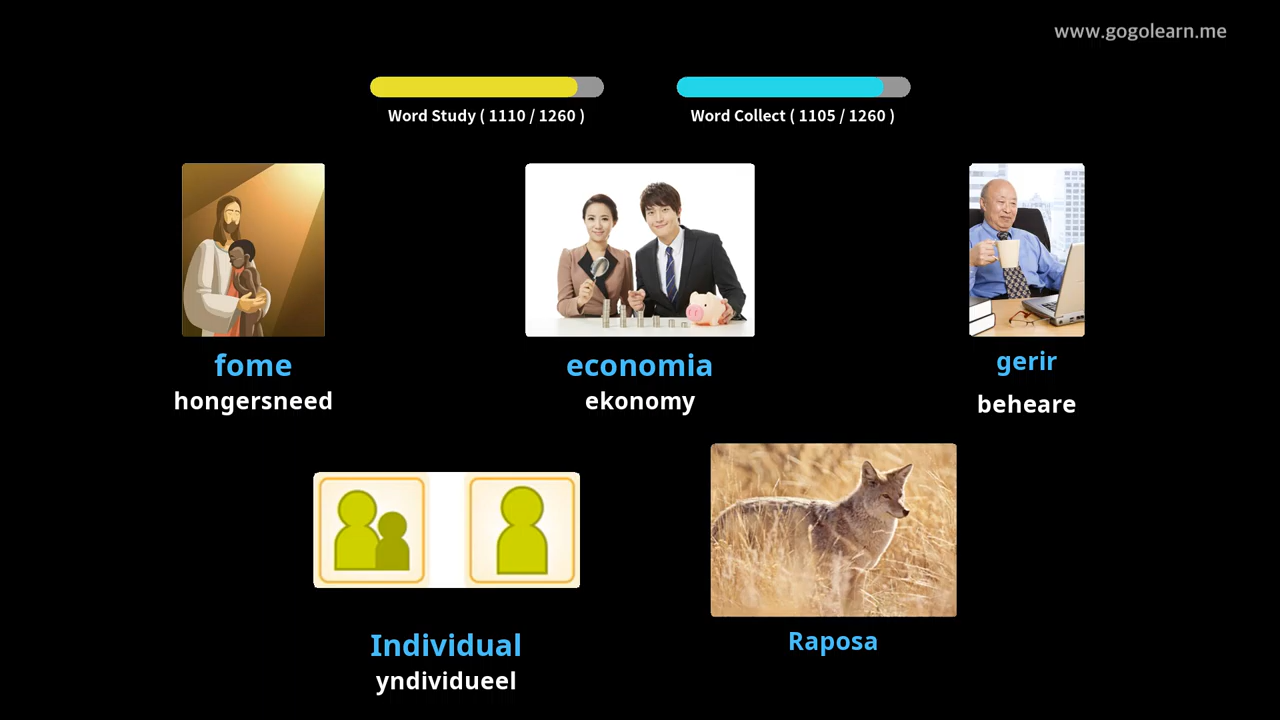 www.gogolearn.me
Word Study ( 1110 / 1260 )
Word Collect ( 1105 / 1260 )
fome
hongersneed
economia
ekonomy
gerir
beheare
Individual
yndividueel
Raposa